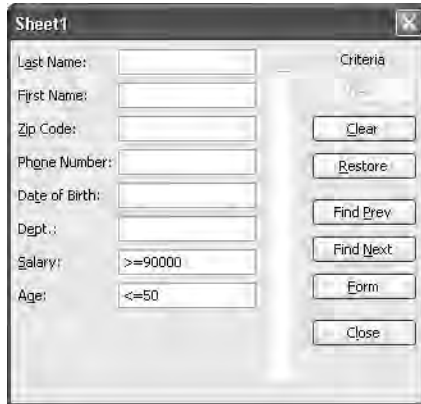 Sheet1
Last Name:
Criteria
First Name:
Zip Code:
Clear
Phone Number:
Restore
Date of Birth:
Find Prev
Dept.:
Find Next
Salary: >=90000
Form
Age: <=50
Close